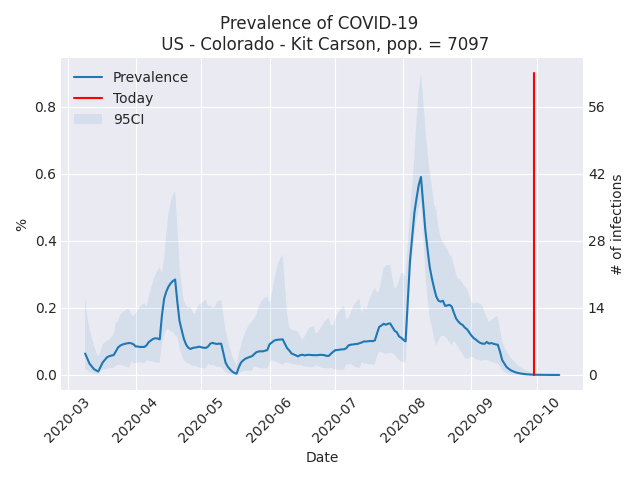 Prevalence of COVID-19
US - Colorado - Kit Carson, pop. = 7097
Prevalence
Today
95CI
0.8
0.6
0.4
0.2
0.0
%
56
42
28
14
0
# of infections
2020-03
2020-04
2020-05
2020-06
2020-07
2020-08
2020-09
2020-10
Date